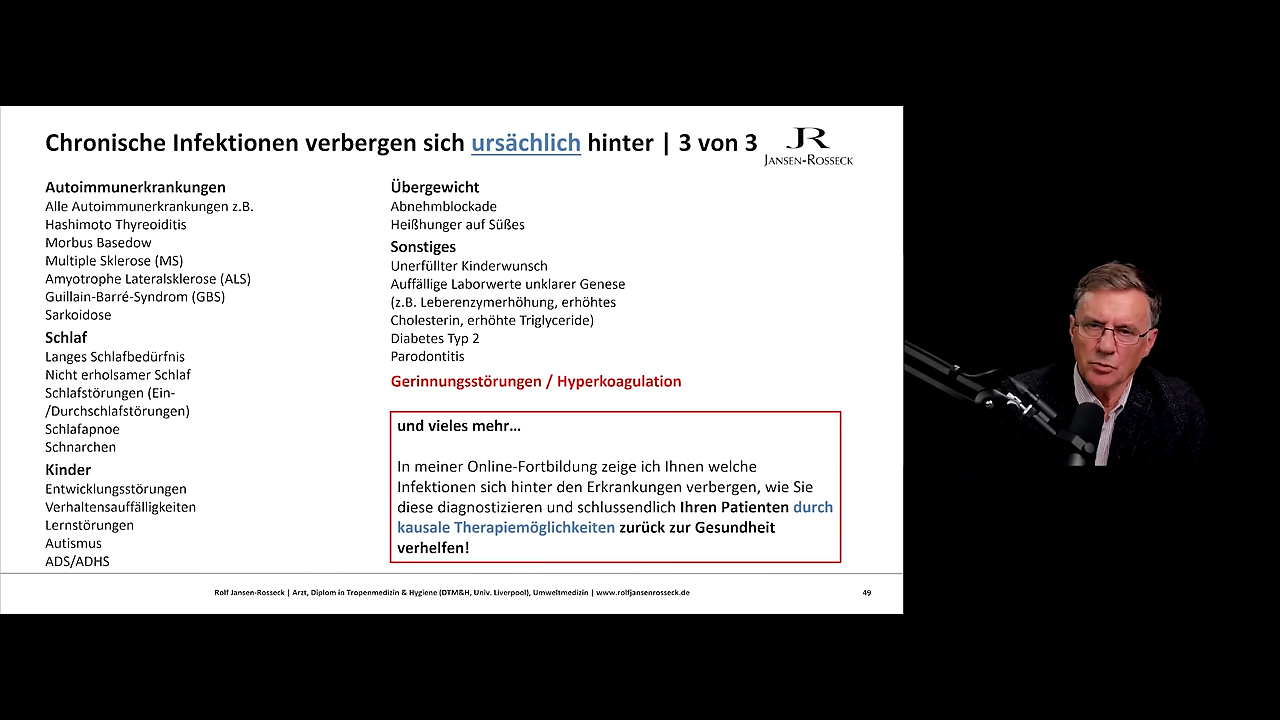 Chronische Infektionen verbergen sich ursächlich hinter | 3 von 3
JR
JANSEN-ROSSECK
Autoimmunerkrankungen
Alle Autoimmunerkrankungen z.B.
Hashimoto Thyreoiditis
Morbus Basedow
Multiple Sklerose (MS)
Amyotrophe Lateralsklerose (ALS)
Guillain-Barré-Syndrom (GBS)
Sarkoidose
Schlaf
Langes Schlafbedürfnis
Nicht erholsamer Schlaf
Schlafstörungen (Ein-
/Durchschlafstörungen)
Schlafapnoe
Schnarchen
Kinder
Entwicklungsstörungen
Verhaltensauffälligkeiten
Lernstörungen
Autismus
ADS/ADHS
Übergewicht
Abnehmblockade
Heißhunger auf Süßes
Sonstiges
Unerfüllter Kinderwunsch
Auffällige Laborwerte unklarer Genese
(z.B. Leberenzymerhöhung, erhöhtes
Cholesterin, erhöhte Triglyceride)
Diabetes Typ 2
Parodontitis
Gerinnungsstörungen / Hyperkoagulation
und vieles mehr...
In meiner Online-Fortbildung zeige ich Ihnen welche
Infektionen sich hinter den Erkrankungen verbergen, wie Sie
diese diagnostizieren und schlussendlich Ihren Patienten durch
kausale Therapiemöglichkeiten zurück zur Gesundheit
verhelfen!
Rolf Jansen-Rosseck | Arzt, Diplom in Tropenmedizin & Hygiene (DTM&H, Univ. Liverpool), Umweltmedizin | www.rolfjansenrosseck.de
49